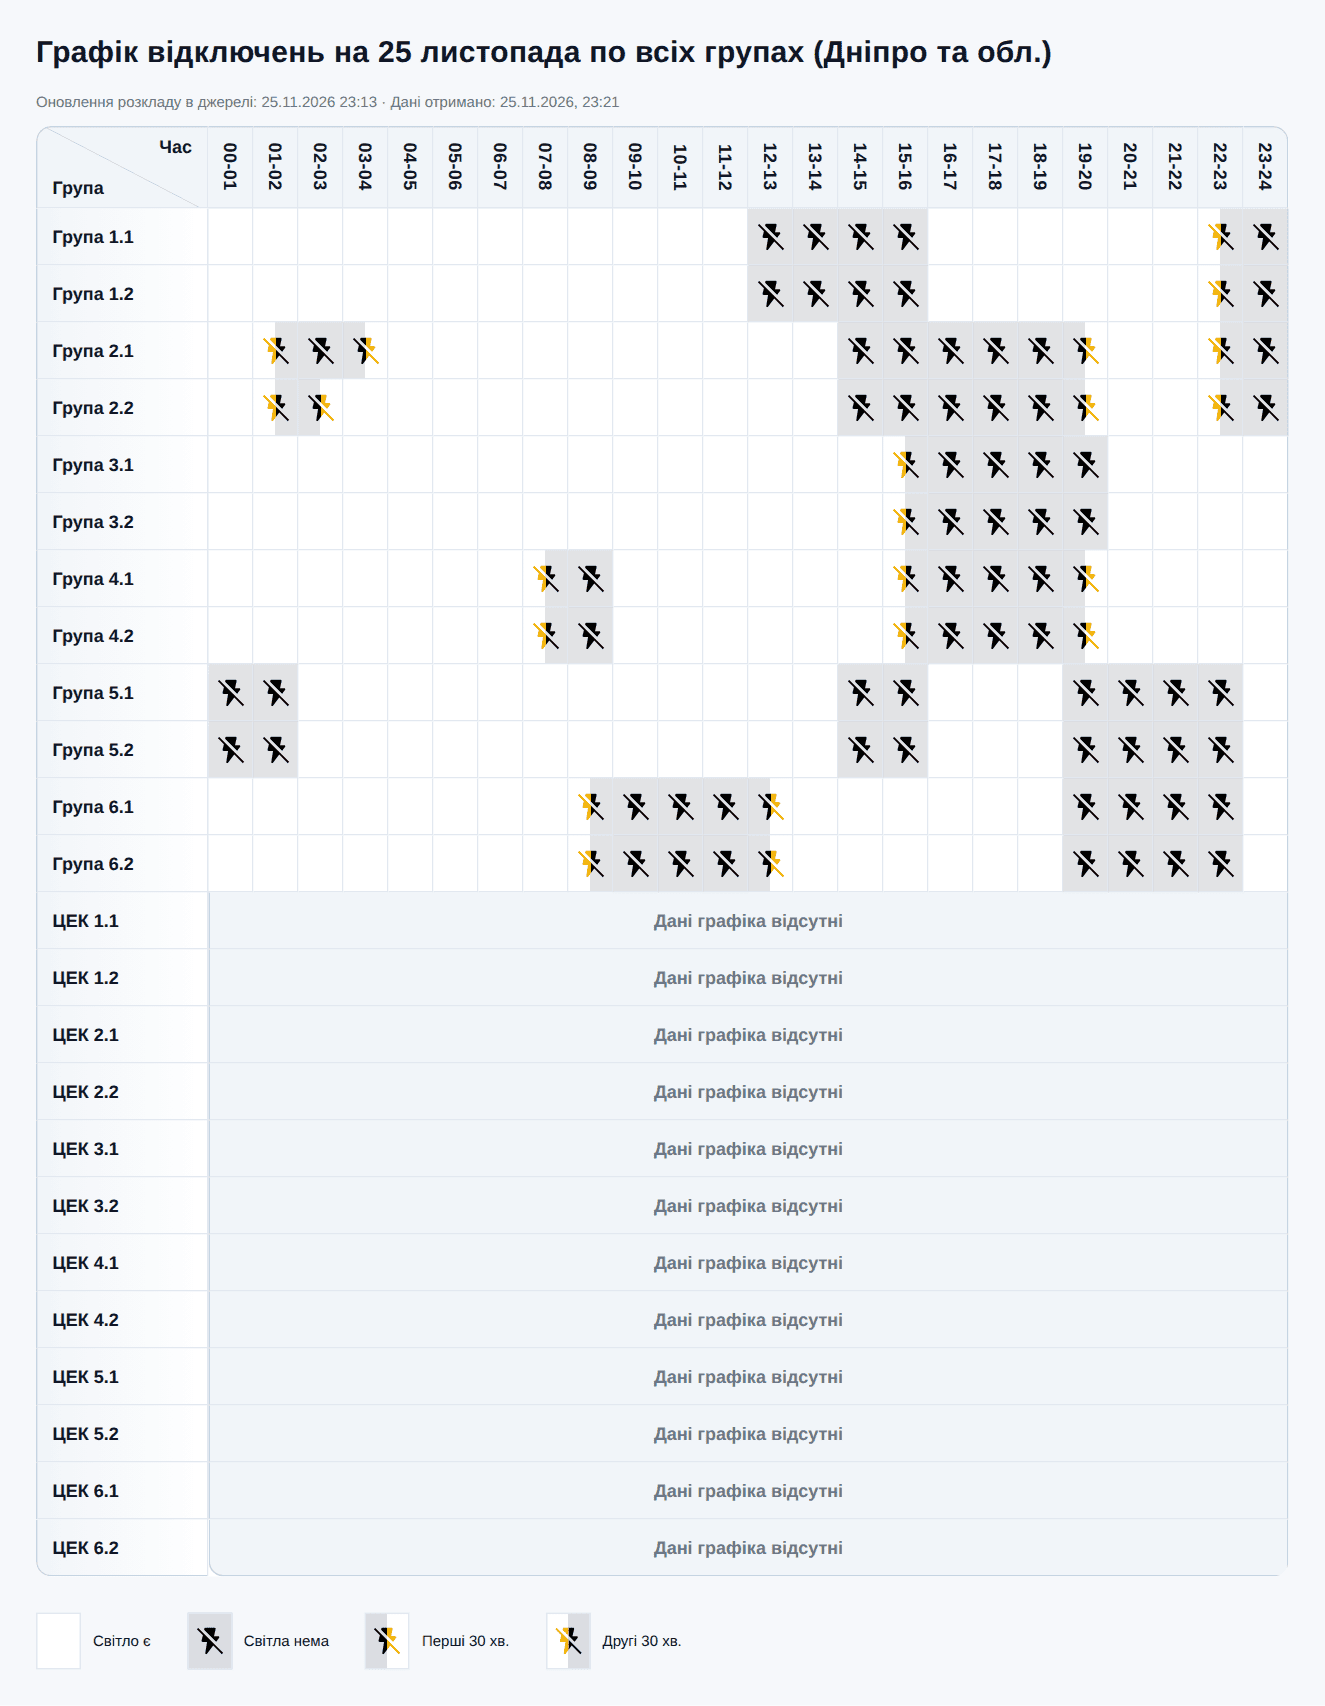 Графік відключень на 25 листопада по всіх групах (Дніпро та обл.)
Оновлення розкладу в джерелі: 25.11.2026 23:13 · Дані отримано: 25.11.2026, 23:21
Час
Група
00-01 01-02 02-03 03-04 04-05 05-06 06-07 07-08 08-09 09-10 10-11 11-12 12-13 13-14 14-15 15-16 16-17 17-18 18-19 19-20 20-21 21-22 22-23 23-24
Група 1.1
Група 1.2
Група 2.1
Група 2.2
Група 3.1
Група 3.2
Група 4.1
Група 4.2
Група 5.1
Група 5.2
Група 6.1
Група 6.2
ЦЕК 1.1 Дані графіка відсутні
ЦЕК 1.2 Дані графіка відсутні
ЦЕК 2.1 Дані графіка відсутні
ЦЕК 2.2 Дані графіка відсутні
ЦЕК 3.1 Дані графіка відсутні
ЦЕК 3.2 Дані графіка відсутні
ЦЕК 4.1 Дані графіка відсутні
ЦЕК 4.2 Дані графіка відсутні
ЦЕК 5.1 Дані графіка відсутні
ЦЕК 5.2 Дані графіка відсутні
ЦЕК 6.1 Дані графіка відсутні
ЦЕК 6.2 Дані графіка відсутні
Світло є Світла нема Перші 30 хв. Другі 30 хв.